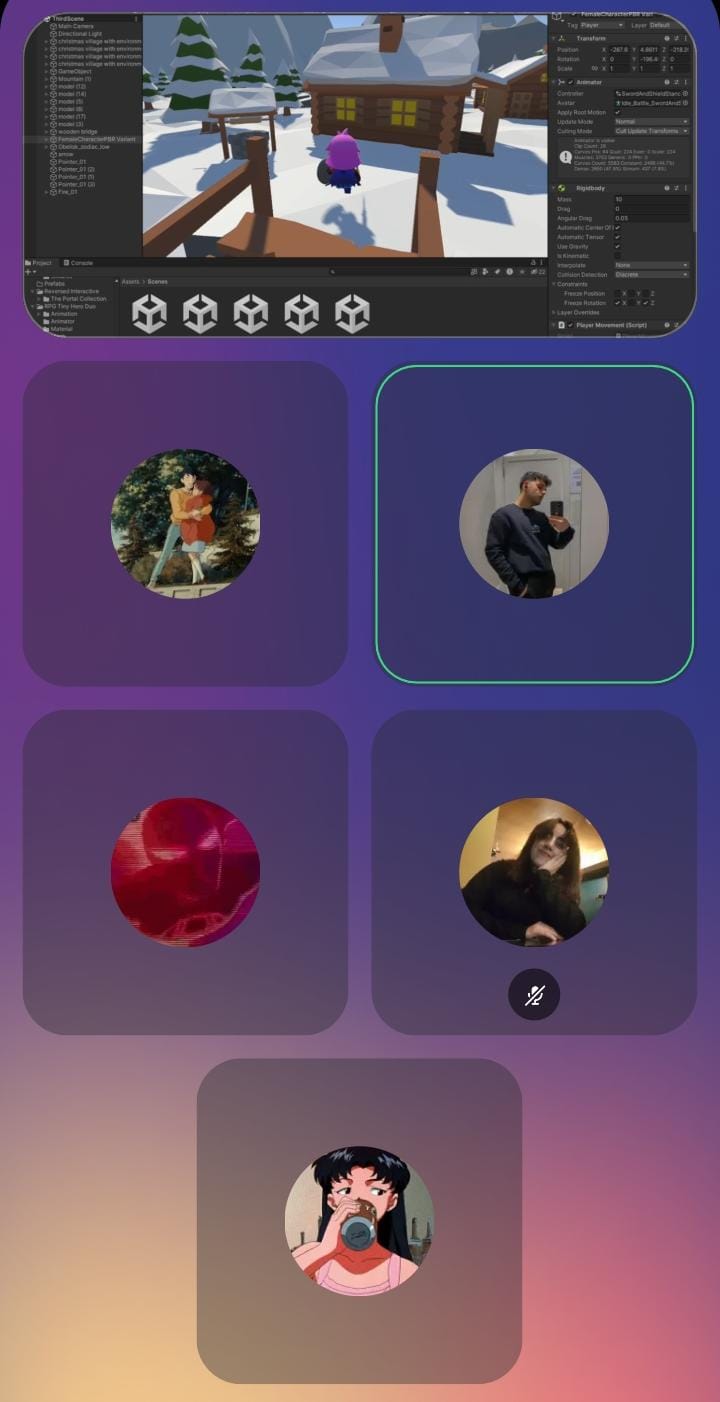 ThirdScene
Main Camera
Directional Light
christmas village with environm
christmas village with environm
christmas village with environm
christmas village with environm
GameObject
Mountain (1)
model (12)
model (14)
model (5)
model (8)
model (17)
model (3)
wooden bridge
FemaleCharacterPBR Variant
Obelisk_zodiac_low
snow
Pointer_01
Pointer_01 (2)
Pointer_01 (1)
Pointer_01 (3)
Fire_01
FemaleCharacterPBR Vari
Tag Player Layer Default
Transform
Position X -267.6 Y 4.8611 Z -218.2
Rotation X 0 Y -196.4 Z 0
Scale X 1 Y 1 Z 1
Animator
Controller SwordAndShieldStanc
Avatar Idle_Battle_SwordAndS
Apply Root Motion
Update Mode Normal
Culling Mode Cull Update Transforms
Rigidbody
Mass 10
Drag 0
Angular Drag 0.05
Automatic Center Of
Automatic Tensor
Use Gravity
Is Kinematic
Interpolate None
Collision Detection Discrete
Constraints
Freeze Position X Y Z
Freeze Rotation X Y Z
Layer Overrides
Player Movement (Script)
Project Console
22
Prefabs
Reversed Interactive
The Portal Collection
RPG Tiny Hero Duo
Animation
Animator
Material
Assets > Scenes